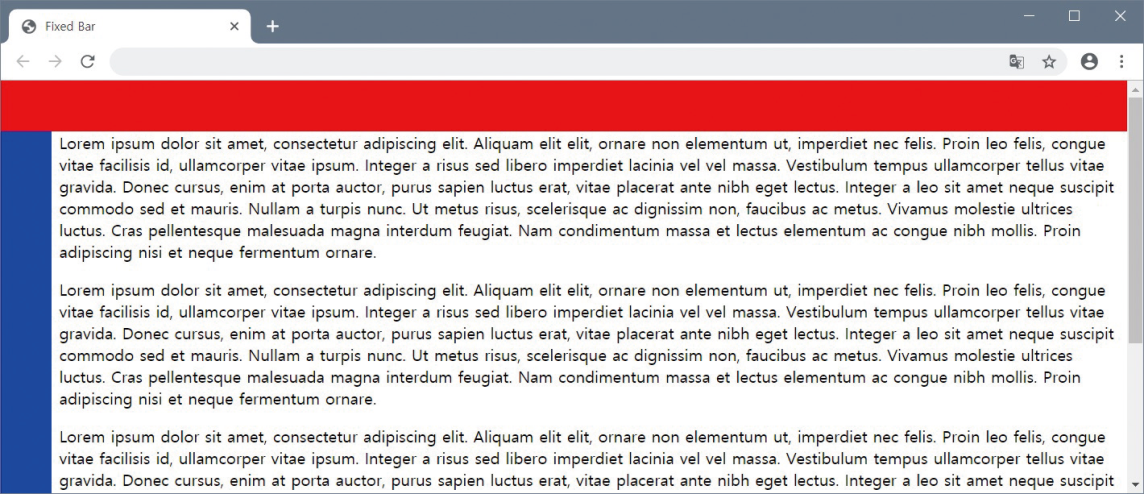 Fixed Bar
Lorem ipsum dolor sit amet, consectetur adipiscing elit. Aliquam elit elit, ornare non elementum ut, imperdiet nec felis. Proin leo felis, congue
vitae facilisis id, ullamcorper vitae ipsum. Integer a risus sed libero imperdiet lacinia vel vel massa. Vestibulum tempus ullamcorper tellus vitae
gravida. Donec cursus, enim at porta auctor, purus sapien luctus erat, vitae placerat ante nibh eget lectus. Integer a leo sit amet neque suscipit
commodo sed et mauris. Nullam a turpis nunc. Ut metus risus, scelerisque ac dignissim non, faucibus ac metus. Vivamus molestie ultrices
luctus. Cras pellentesque malesuada magna interdum feugiat. Nam condimentum massa et lectus elementum ac congue nibh mollis. Proin
adipiscing nisi et neque fermentum ornare.
Lorem ipsum dolor sit amet, consectetur adipiscing elit. Aliquam elit elit, ornare non elementum ut, imperdiet nec felis. Proin leo felis, congue
vitae facilisis id, ullamcorper vitae ipsum. Integer a risus sed libero imperdiet lacinia vel vel massa. Vestibulum tempus ullamcorper tellus vitae
gravida. Donec cursus, enim at porta auctor, purus sapien luctus erat, vitae placerat ante nibh eget lectus. Integer a leo sit amet neque suscipit
commodo sed et mauris. Nullam a turpis nunc. Ut metus risus, scelerisque ac dignissim non, faucibus ac metus. Vivamus molestie ultrices
luctus. Cras pellentesque malesuada magna interdum feugiat. Nam condimentum massa et lectus elementum ac congue nibh mollis. Proin
adipiscing nisi et neque fermentum ornare.
Lorem ipsum dolor sit amet, consectetur adipiscing elit. Aliquam elit elit, ornare non elementum ut, imperdiet nec felis. Proin leo felis, congue
vitae facilisis id, ullamcorper vitae ipsum. Integer a risus sed libero imperdiet lacinia vel vel massa. Vestibulum tempus ullamcorper tellus vitae
gravida. Donec cursus, enim at porta auctor, purus sapien luctus erat, vitae placerat ante nibh eget lectus. Integer a leo sit amet neque suscipit